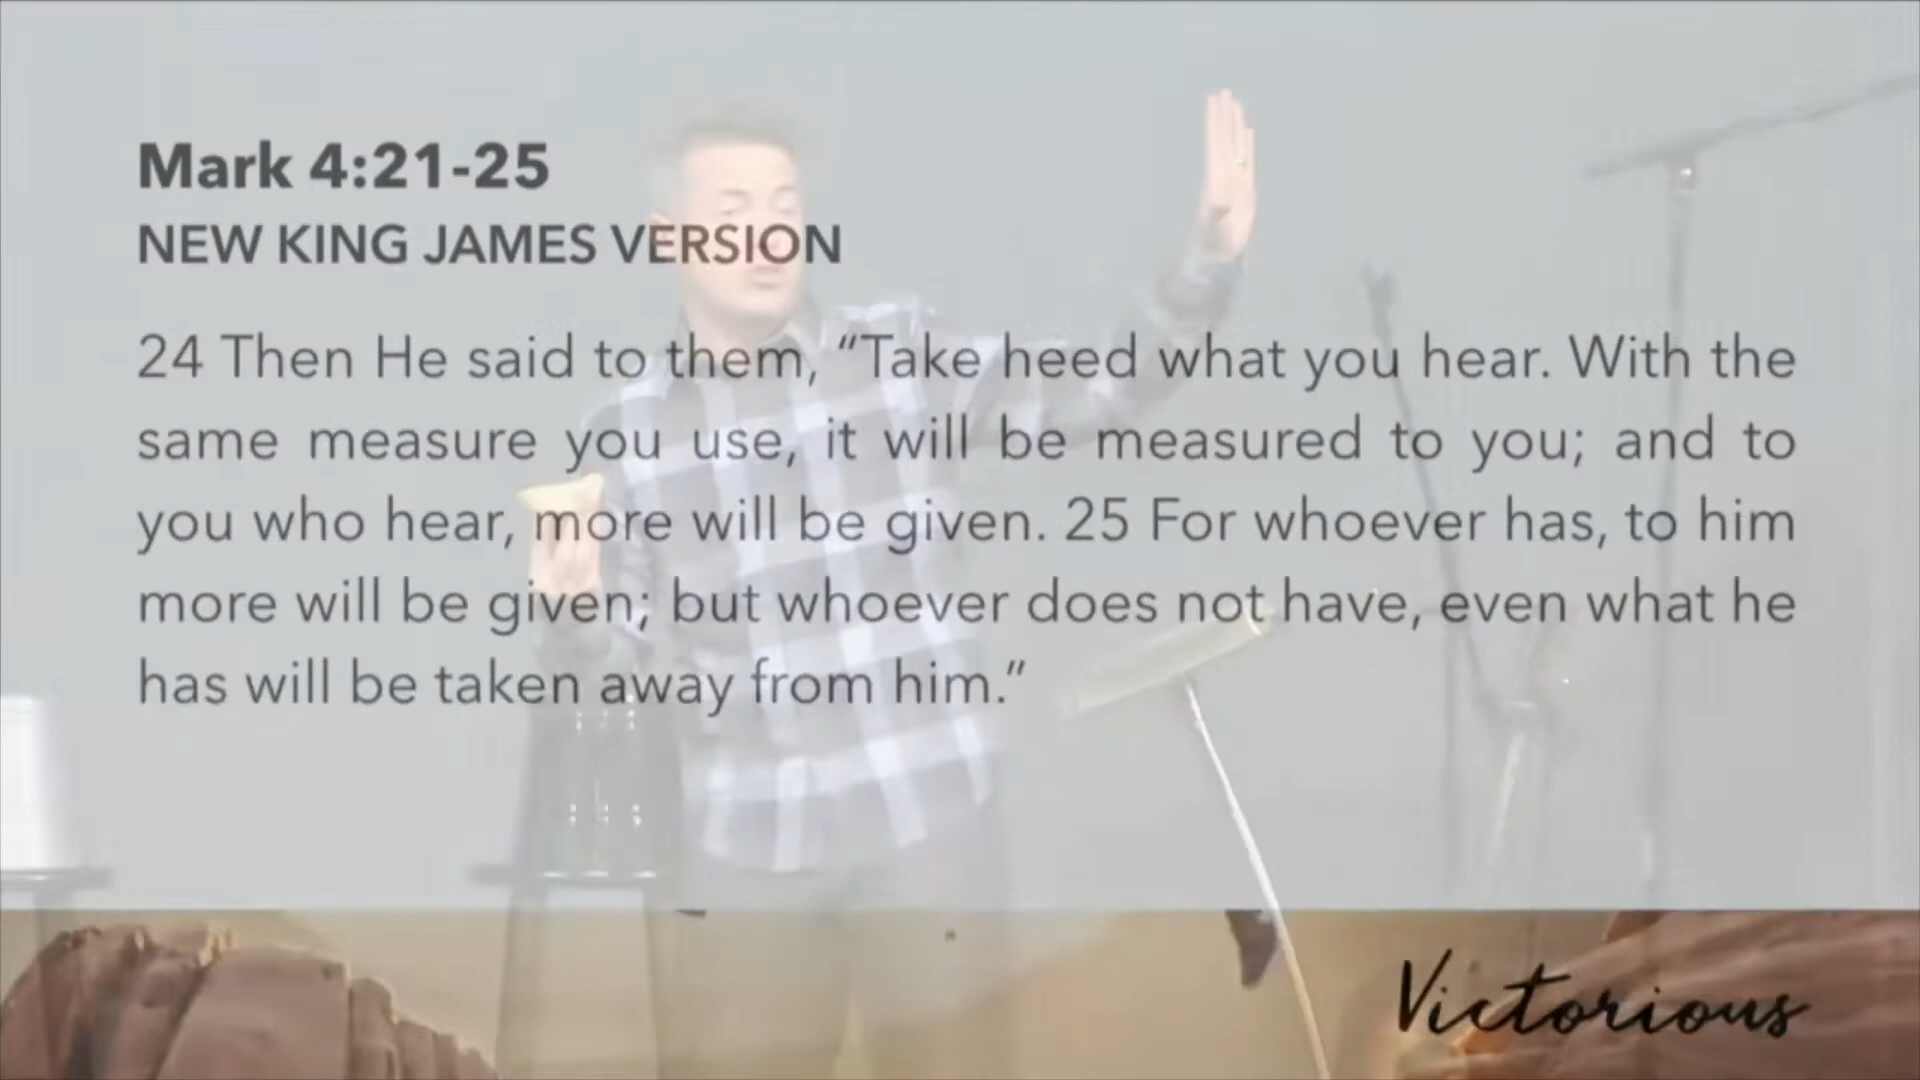 Mark 4:21-25
NEW KING JAMES VERSION
24 Then He said to them, “Take heed what you hear. With the
same measure you use, it will be measured to you; and to
you who hear, more will be given. 25 For whoever has, to him
more will be given; but whoever does not have, even what he
has will be taken away from him.”
Victorious